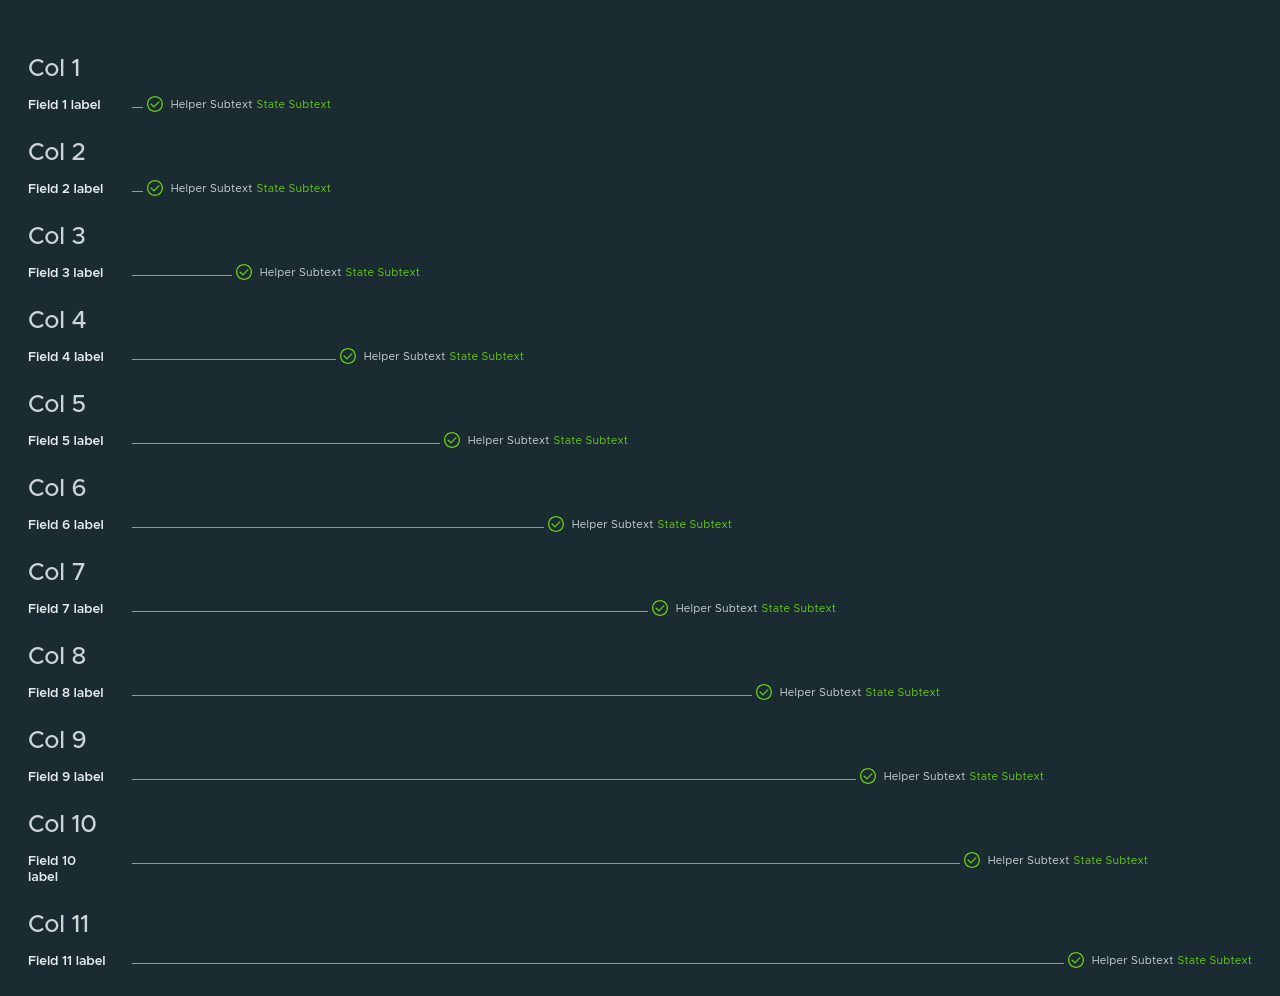 Col 1
Field 1 label Helper Subtext State Subtext
Col 2
Field 2 label Helper Subtext State Subtext
Col 3
Field 3 label Helper Subtext State Subtext
Col 4
Field 4 label Helper Subtext State Subtext
Col 5
Field 5 label Helper Subtext State Subtext
Col 6
Field 6 label Helper Subtext State Subtext
Col 7
Field 7 label Helper Subtext State Subtext
Col 8
Field 8 label Helper Subtext State Subtext
Col 9
Field 9 label Helper Subtext State Subtext
Col 10
Field 10 Helper Subtext State Subtext
label
Col 11
Field 11 label Helper Subtext State Subtext